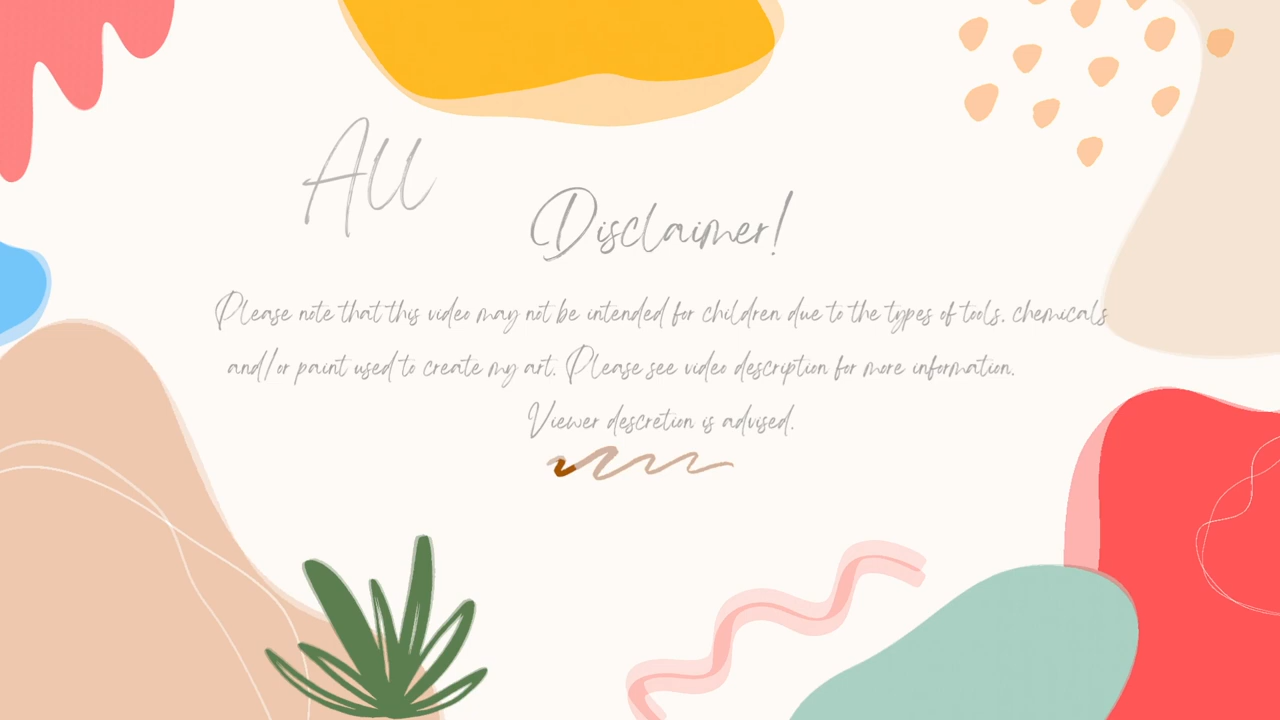 All
Disclaimer!
Please note that this video may not be intended for children due to the types of tools, chemicals
and/or paint used to create my art. Please see video description for more information.
Viewer descretion is advised.